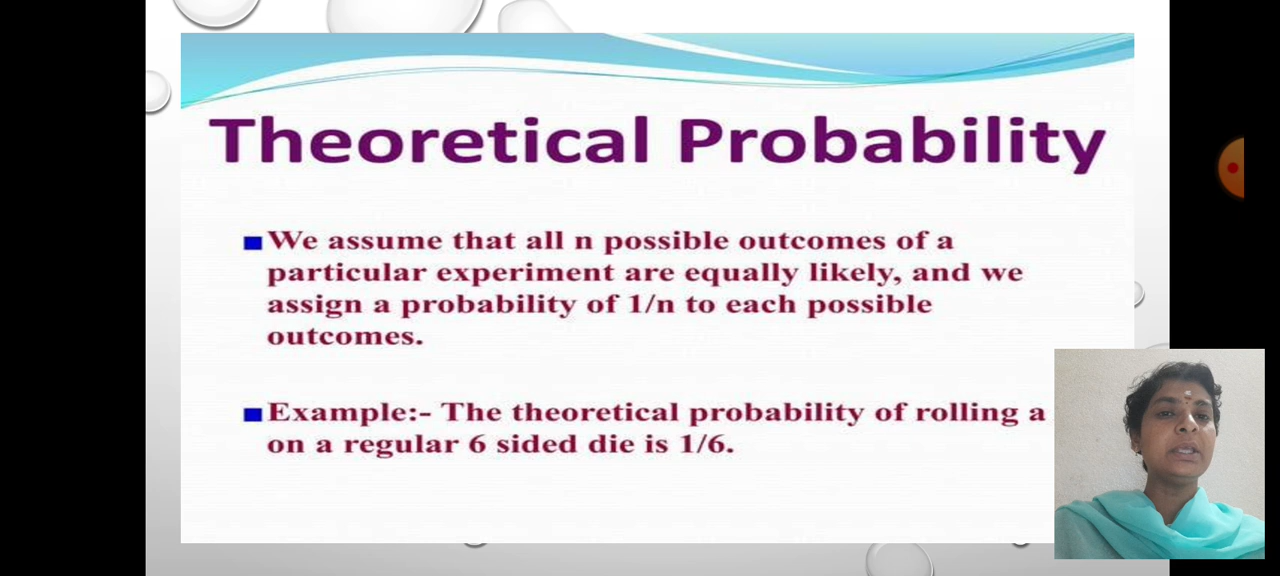 Theoretical Probability
We assume that all n possible outcomes of a
particular experiment are equally likely, and we
assign a probability of 1/n to each possible
outcomes.
Example:- The theoretical probability of rolling a
on a regular 6 sided die is 1/6.